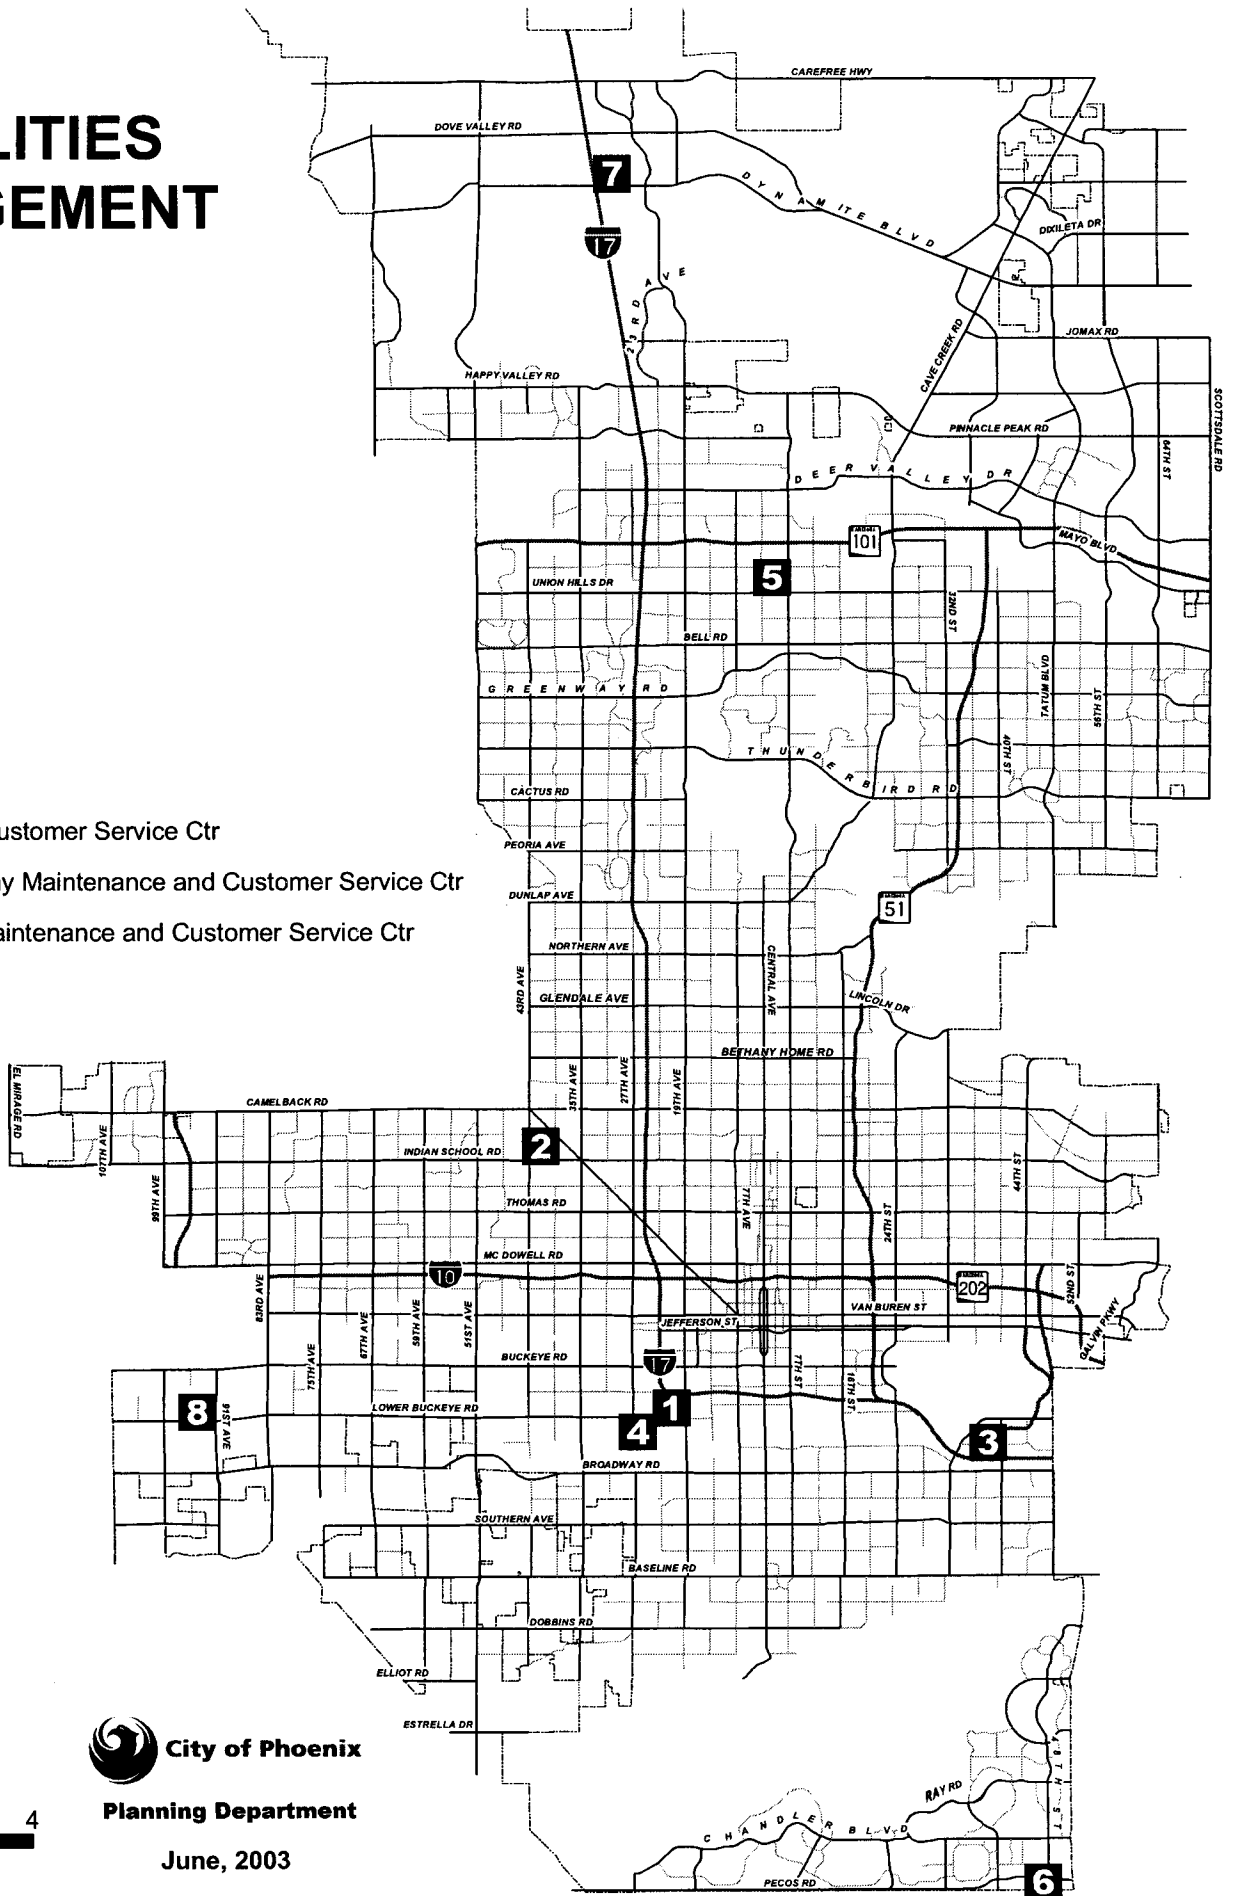 LITIES
GEMENT
CAREFREE HWY
DOVE VALLEY RD
7
DYNAMITE BLVD
17
DIXILETA DR
23RD AVE
CAVE CREEK RD
JOMAX RD
HAPPY VALLEY RD
SCOTTSDALE RD
PINNACLE PEAK RD
64TH ST
DEER VALLEY DR
101
MAYO BLVD
5
UNION HILLS DR
32ND ST
BELL RD
TATUM BLVD
GREENWAY RD
56TH ST
40TH ST
THUNDERBIRD RD
CACTUS RD
ustomer Service Ctr
PEORIA AVE
y Maintenance and Customer Service Ctr
DUNLAP AVE
51
aintenance and Customer Service Ctr
NORTHERN AVE
CENTRAL AVE
43RD AVE
GLENDALE AVE
LINCOLN DR
BETHANY HOME RD
EL MIRAGE RD
35TH AVE
27TH AVE
19TH AVE
CAMELBACK RD
107TH AVE
2
INDIAN SCHOOL RD
44TH ST
99TH AVE
THOMAS RD
7TH AVE
24TH ST
MC DOWELL RD
10
202
52ND ST
83RD AVE
67TH AVE
59TH AVE
51ST AVE
VAN BUREN ST
JEFFERSON ST
GALVIN PKWY
75TH AVE
BUCKEYE RD
17
7TH ST
16TH ST
8
91ST AVE
LOWER BUCKEYE RD
1
4
3
BROADWAY RD
SOUTHERN AVE
BASELINE RD
DOBBINS RD
ELLIOT RD
ESTRELLA DR
City of Phoenix
48TH ST
RAY RD
Planning Department
4
CHANDLER BLVD
June, 2003
PECOS RD
6